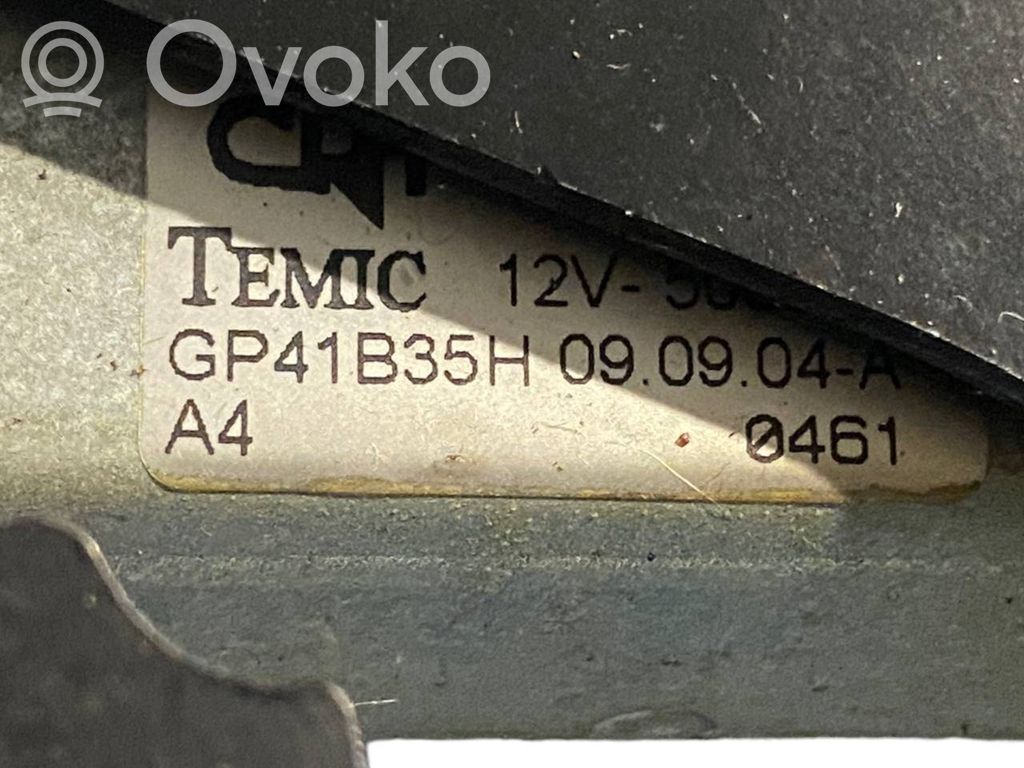 Ovoko
TEMIC 12V-
GP41B35H 09.09.04-A
A4 0461